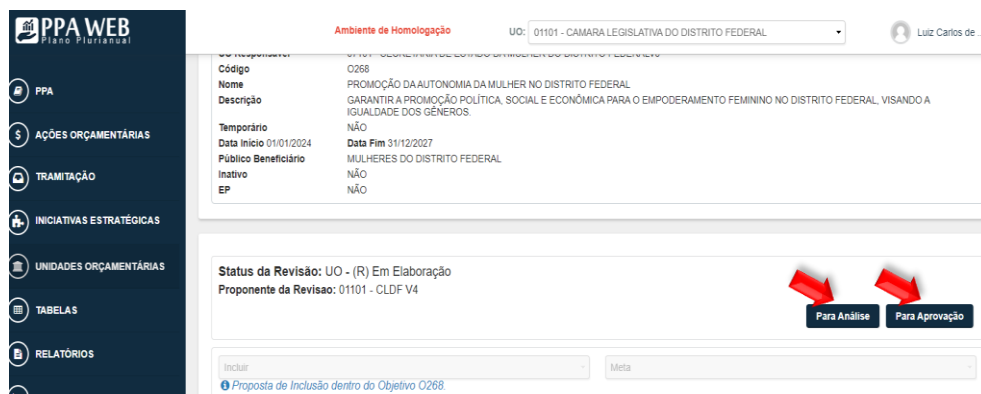 PPA WEB
Plano Plurianual
Ambiente de Homologação
UO: 01101 - CAMARA LEGISLATIVA DO DISTRITO FEDERAL
Luiz Carlos de ..
PPA
AÇÕES ORÇAMENTÁRIAS
TRAMITAÇÃO
INICIATIVAS ESTRATÉGICAS
UNIDADES ORÇAMENTÁRIAS
TABELAS
RELATÓRIOS
Código O268
Nome PROMOÇÃO DA AUTONOMIA DA MULHER NO DISTRITO FEDERAL
Descrição GARANTIR A PROMOÇÃO POLÍTICA, SOCIAL E ECONÔMICA PARA O EMPODERAMENTO FEMININO NO DISTRITO FEDERAL, VISANDO A
IGUALDADE DOS GÊNEROS.
Temporário NÃO
Data Início 01/01/2024 Data Fim 31/12/2027
Público Beneficiário MULHERES DO DISTRITO FEDERAL
Inativo NÃO
EP NÃO
Status da Revisão: UO - (R) Em Elaboração
Proponente da Revisao: 01101 - CLDF V4
Para Análise Para Aprovação
Incluir Meta
Proposta de Inclusão dentro do Objetivo O268.